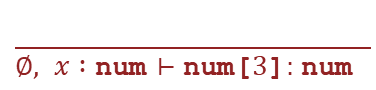 ∅, x : num ⊢ num[3] : num